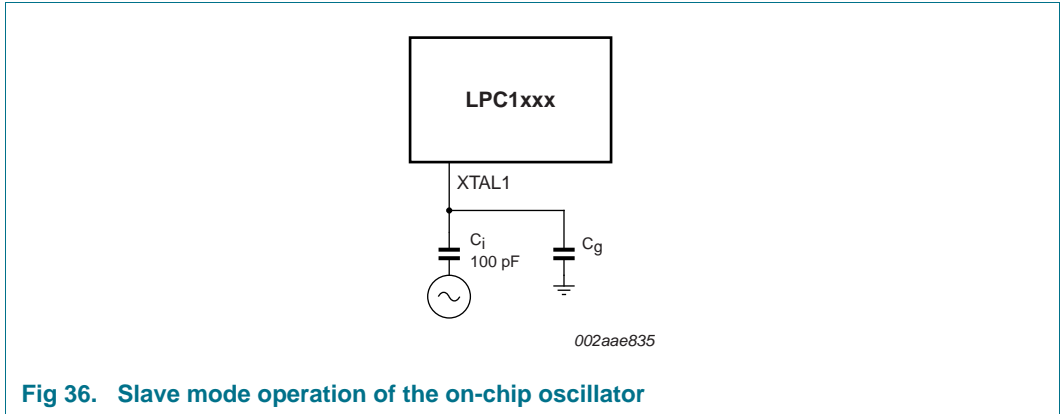 LPC1xxx
XTAL1
Ci
100 pF
Cg
002aae835
Fig 36. Slave mode operation of the on-chip oscillator